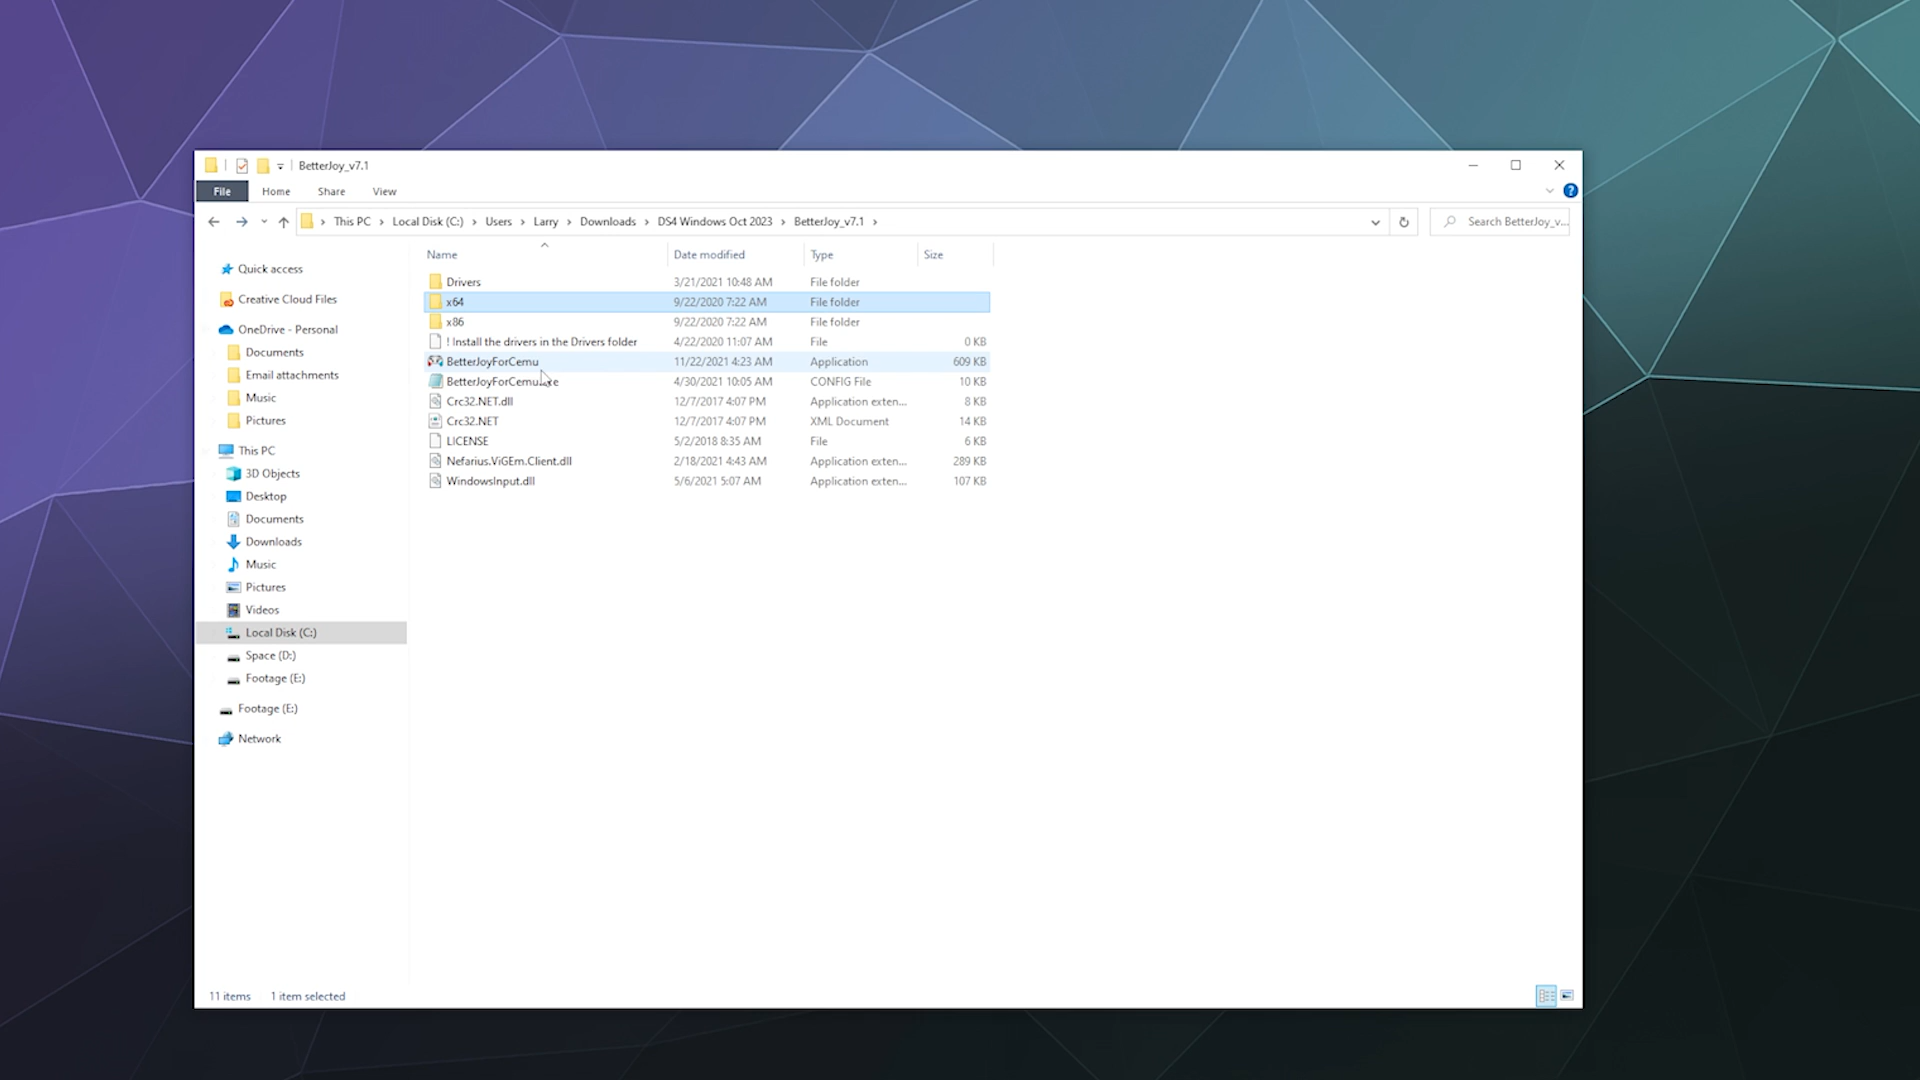 BetterJoy_v7.1
File Home Share View
This PC Local Disk (C:) Users Larry Downloads DS4 Windows Oct 2023 BetterJoy_v7.1 Search BetterJoy_v...
Name Date modified Type Size
Quick access
Creative Cloud Files
OneDrive - Personal
Documents
Email attachments
Music
Pictures
This PC
3D Objects
Desktop
Documents
Downloads
Music
Pictures
Videos
Local Disk (C:)
Space (D:)
Footage (E:)
Footage (E:)
Network
Drivers 3/21/2021 10:48 AM File folder
x64 9/22/2020 7:22 AM File folder
x86 9/22/2020 7:22 AM File folder
! Install the drivers in the Drivers folder 4/22/2020 11:07 AM File 0 KB
BetterJoyForCemu 11/22/2021 4:23 AM Application 609 KB
4/30/2021 10:05 AM CONFIG File 10 KB
Crc32.NET.dll 12/7/2017 4:07 PM Application exten... 8 KB
Crc32.NET 12/7/2017 4:07 PM XML Document 14 KB
LICENSE 5/2/2018 8:35 AM File 6 KB
Nefarius.ViGEm.Client.dll 2/18/2021 4:43 AM Application exten... 289 KB
WindowsInput.dll 5/6/2021 5:07 AM Application exten... 107 KB
11 items 1 item selected